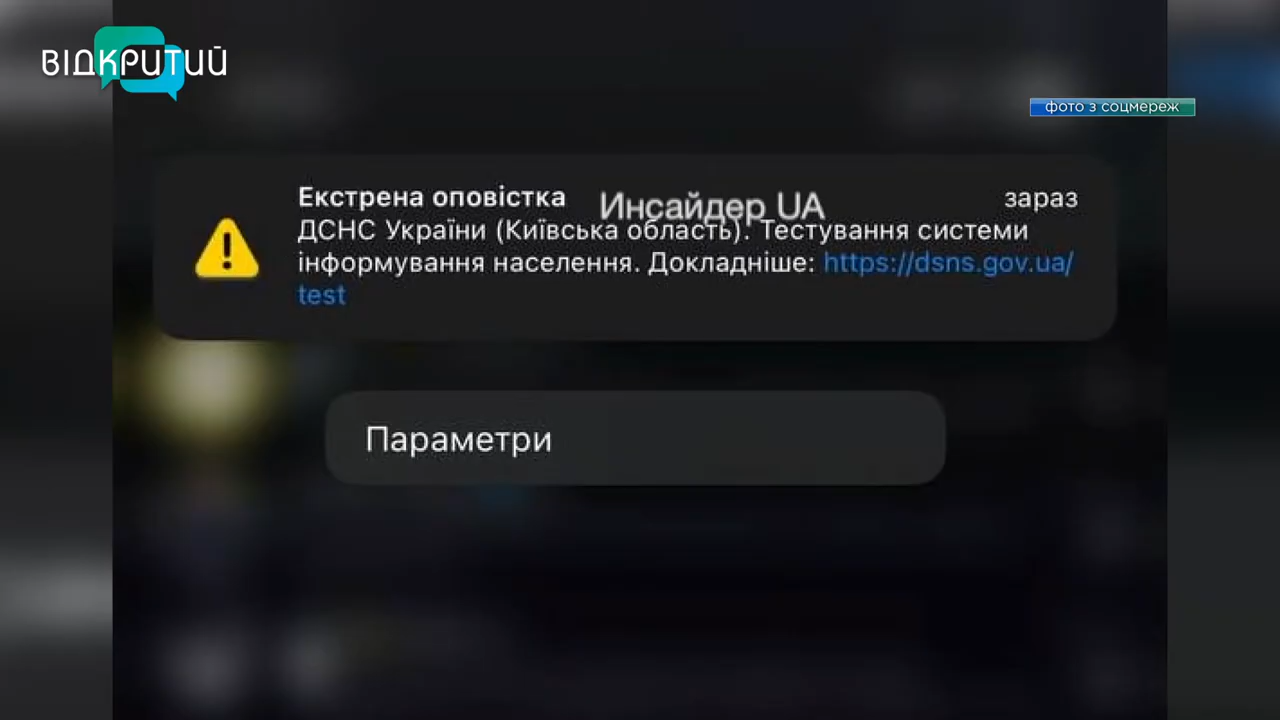 ВІДКРИТИЙ
фото з соцмереж
Екстрена оповістка
Инсайдер UA
зараз
ДСНС України (Київська область). Тестування системи
інформування населення. Докладніше: https://dsns.gov.ua/
test
Параметри